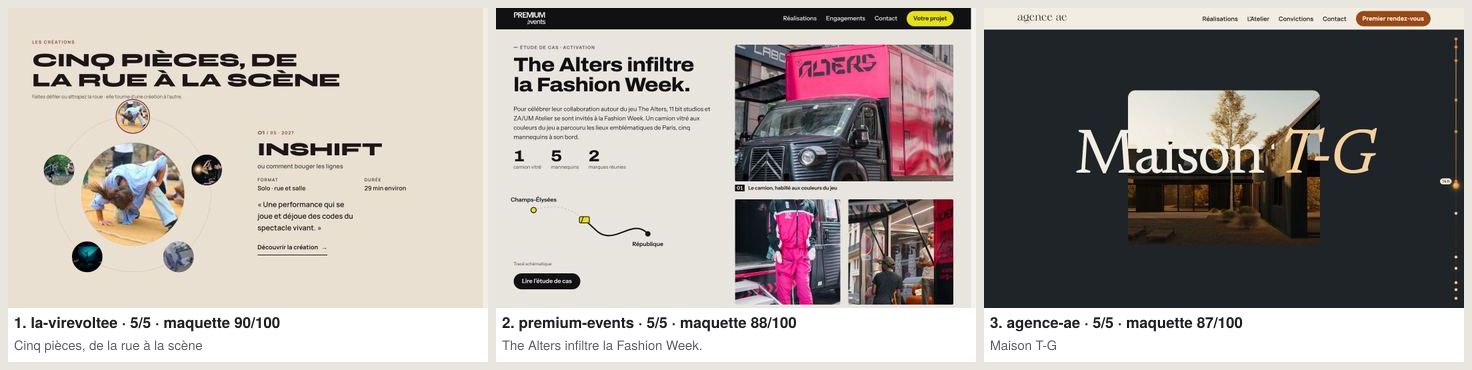 LES CRÉATIONS
CINQ PIÈCES, DE
LA RUE À LA SCÈNE
Faites défiler ou attrapez la roue : elle tourne d'une création à l'autre.
01 / 05 · 2027
INSHIFT
ou comment bouger les lignes
FORMAT
Solo · rue et salle
DURÉE
29 min environ
« Une performance qui se
joue et déjoue des codes du
spectacle vivant. »
Découvrir la création →
1. la-virevoltee · 5/5 · maquette 90/100
Cinq pièces, de la rue à la scène
PREMIUM
events
Réalisations Engagements Contact Votre projet
— ÉTUDE DE CAS · ACTIVATION
The Alters infiltre
la Fashion Week.
Pour célébrer leur collaboration autour du jeu The Alters, 11 bit studios et
ZA/UM Atelier se sont invités à la Fashion Week. Un camion vitré aux
couleurs du jeu a parcouru les lieux emblématiques de Paris, cinq
mannequins à son bord.
1 5 2
camion vitré mannequins marques réunies
Champs-Élysées
République
Tracé schématique
Lire l'étude de cas
ALTERS
01 Le camion, habillé aux couleurs du jeu
2. premium-events · 5/5 · maquette 88/100
The Alters infiltre la Fashion Week.
agence ae
Réalisations L'Atelier Convictions Contact Premier rendez-vous
Maison T-G
3. agence-ae · 5/5 · maquette 87/100
Maison T-G